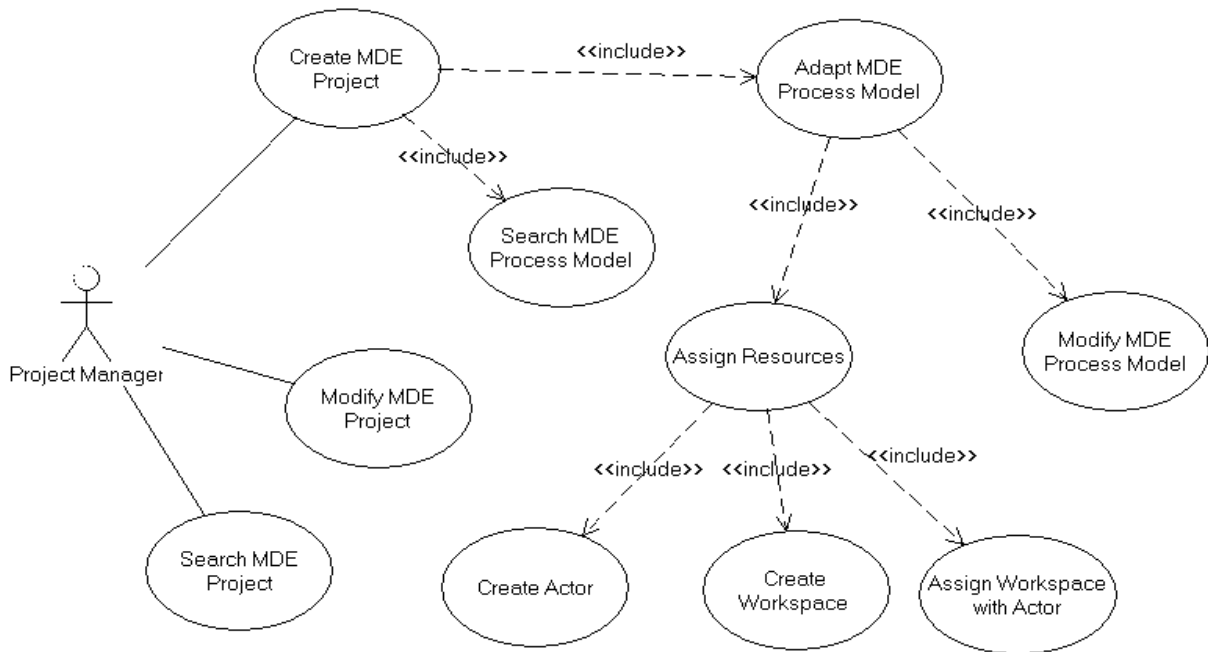 Create MDE
Project
<<include>>
Adapt MDE
Process Model
<<include>>
Search MDE
Process Model
<<include>>
<<include>>
Project Manager
Modify MDE
Project
Assign Resources
Modify MDE
Process Model
<<include>>
<<include>>
<<include>>
Search MDE
Project
Create Actor
Create
Workspace
Assign Workspace
with Actor